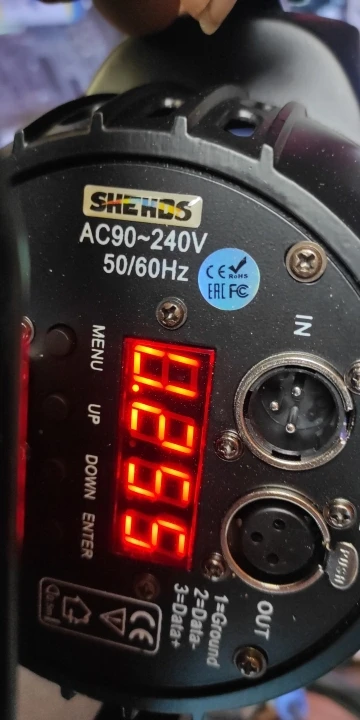 SHEHDS
AC90~240V
50/60Hz
CE RoHS
EAC FC
IN
MENU
UP
DOWN
ENTER
PUSH
OUT
1=Ground
2=Data-
3=Data+
CE